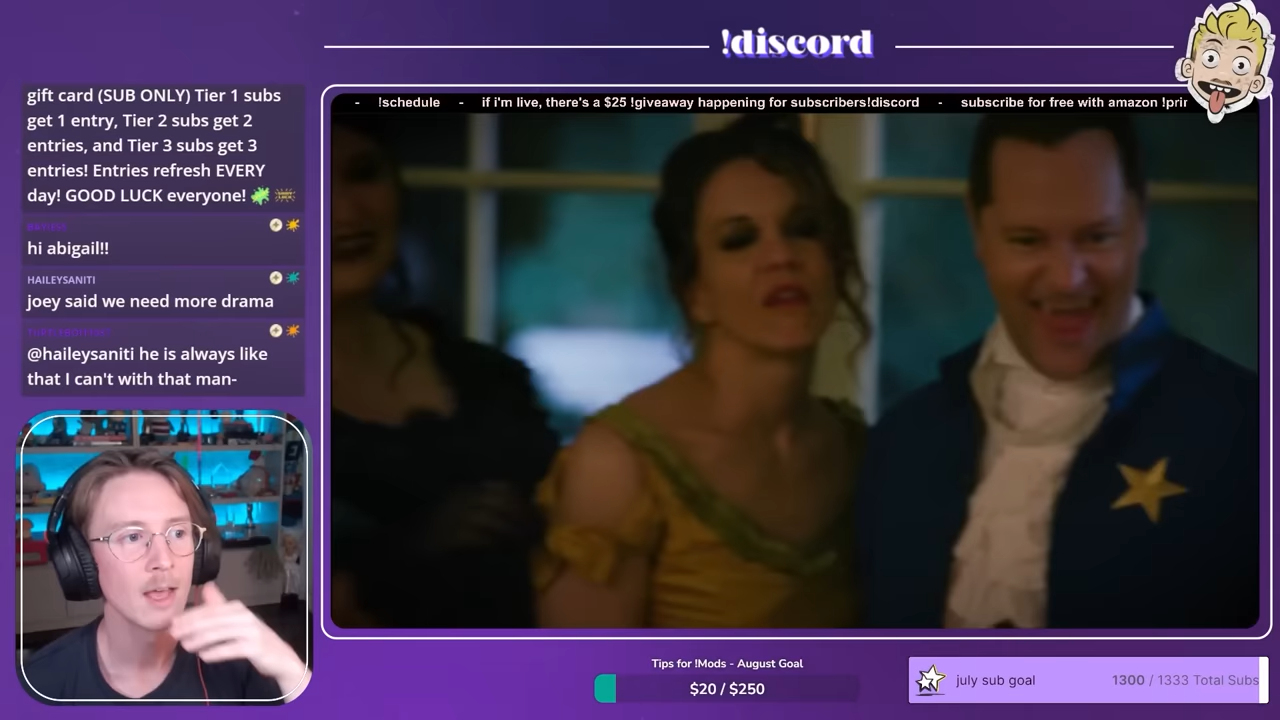 !discord
- !schedule - if i'm live, there's a $25 !giveaway happening for subscribers!discord - subscribe for free with amazon
gift card (SUB ONLY) Tier 1 subs
get 1 entry, Tier 2 subs get 2
entries, and Tier 3 subs get 3
entries! Entries refresh EVERY
day! GOOD LUCK everyone!
hi abigail!!
HAILEYSANITI
joey said we need more drama
@haileysaniti he is always like
that I can't with that man-
Tips for !Mods - August Goal
$20 / $250
july sub goal
1300 / 1333 Total Subs